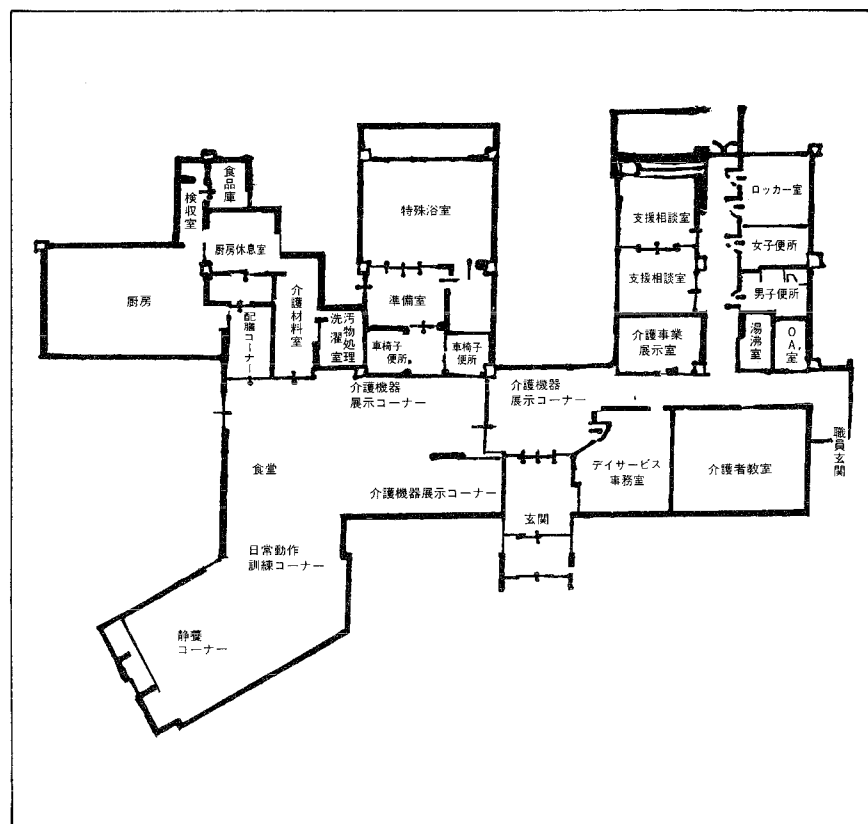 食品庫
検収室
厨房休息室
厨房
配膳コーナー
介護材料室
汚物処理
洗濯室
特殊浴室
準備室
車椅子
便所
車椅子
便所
支援相談室
支援相談室
介護事業
展示室
ロッカー室
女子便所
男子便所
湯沸室
OA室
介護機器
展示コーナー
介護機器
展示コーナー
職員玄関
食堂
介護機器展示コーナー
デイサービス
事務室
介護者教室
玄関
日常動作
訓練コーナー
静養
コーナー